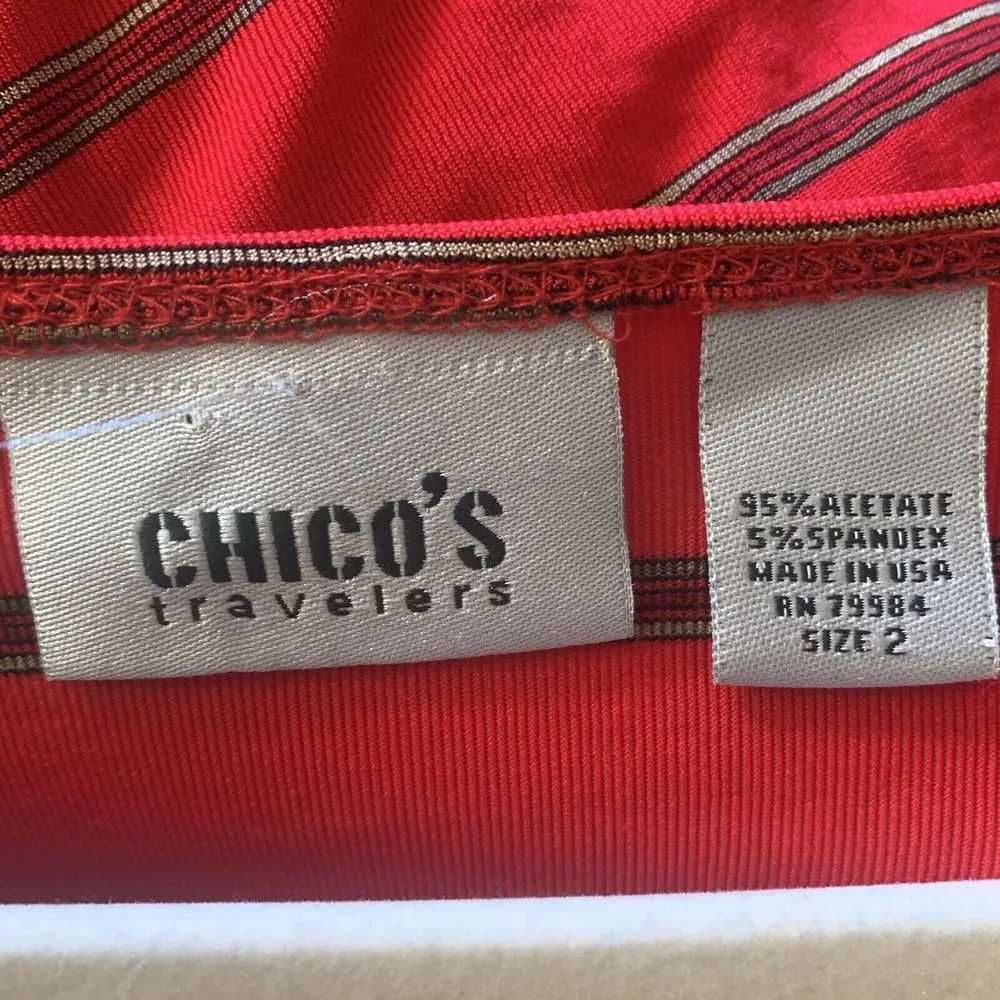 CHICO'S
travelers
95% ACETATE
5% SPANDEX
MADE IN USA
RN 79984
SIZE 2